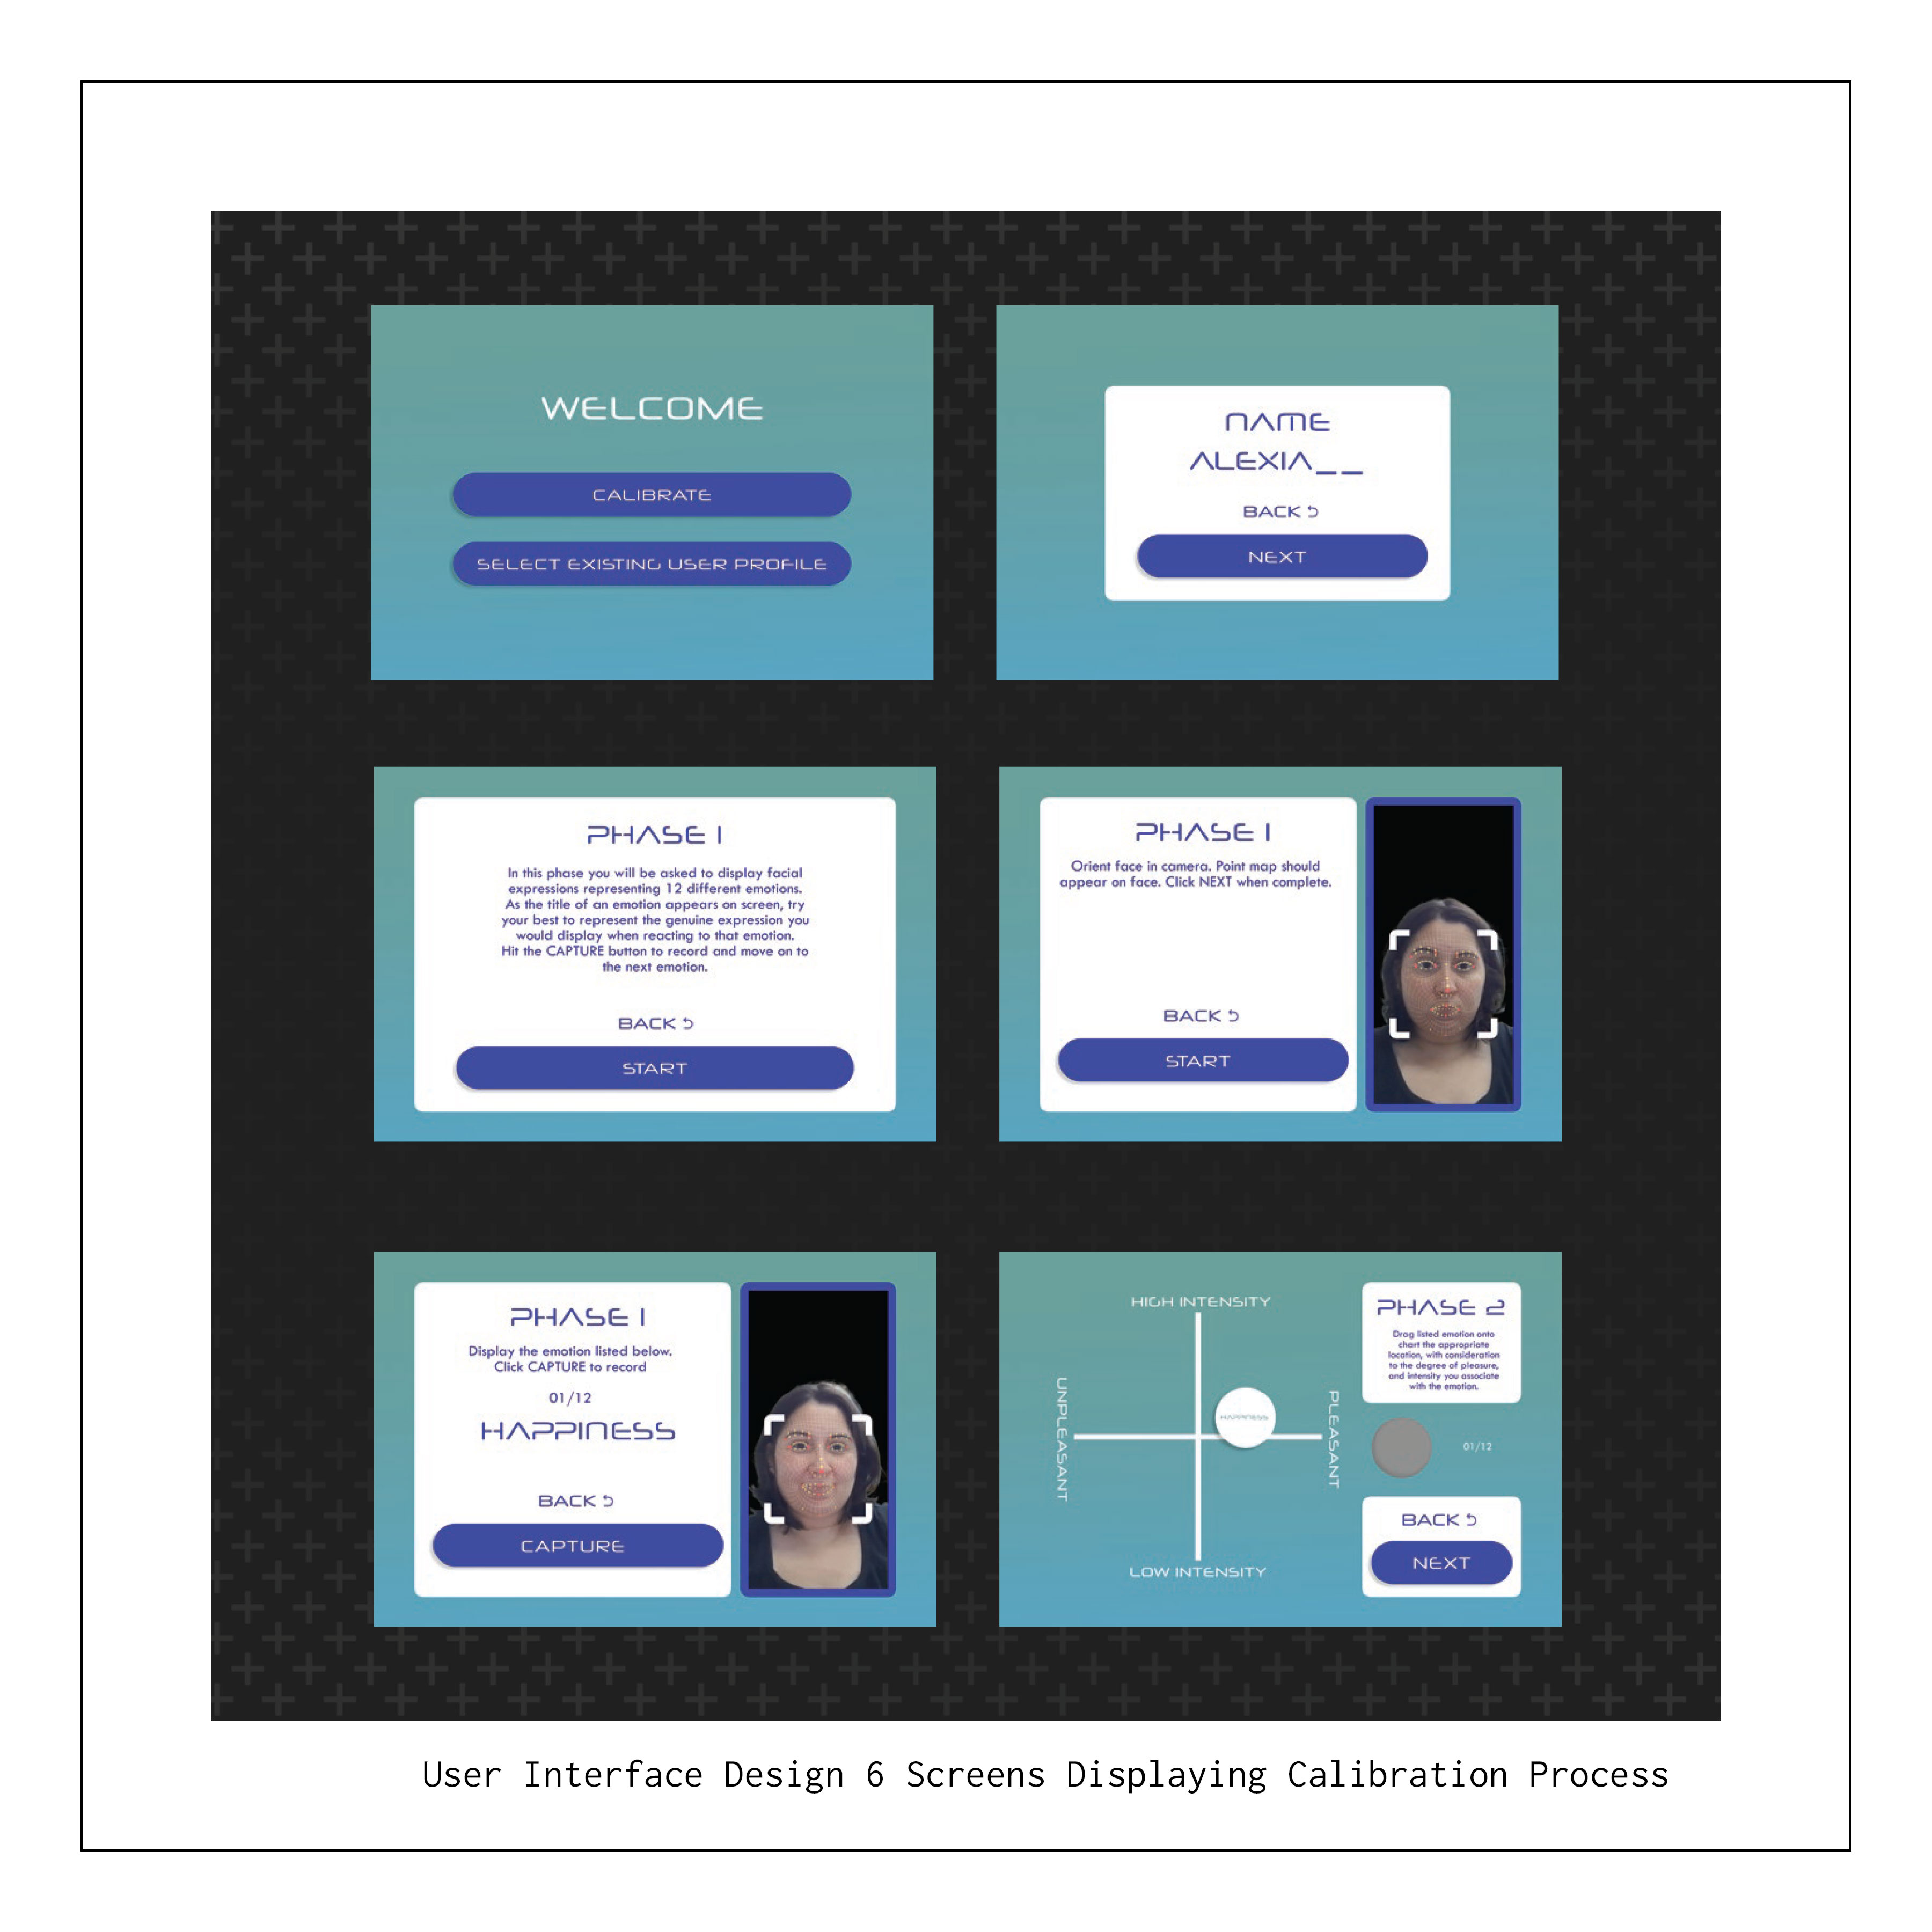 WELCOME
CALIBRATE
SELECT EXISTING USER PROFILE
NAME
ALEXIA__
BACK
NEXT
PHASE 1
In this phase you will be asked to display facial
expressions representing 12 different emotions.
As the title of an emotion appears on screen, try
your best to represent the genuine expression you
would display when reacting to that emotion.
Hit the CAPTURE button to record and move on to
the next emotion.
BACK
START
PHASE 1
Orient face in camera. Point map should
appear on face. Click NEXT when complete.
BACK
START
PHASE 1
Display the emotion listed below.
Click CAPTURE to record
01/12
HAPPINESS
BACK
CAPTURE
HIGH INTENSITY
UNPLEASANT
HAPPINESS
PLEASANT
LOW INTENSITY
PHASE 2
Drag listed emotion onto
chart the appropriate
location, with consideration
to the degree of pleasure,
and intensity you associate
with the emotion.
01/12
BACK
NEXT
User Interface Design 6 Screens Displaying Calibration Process